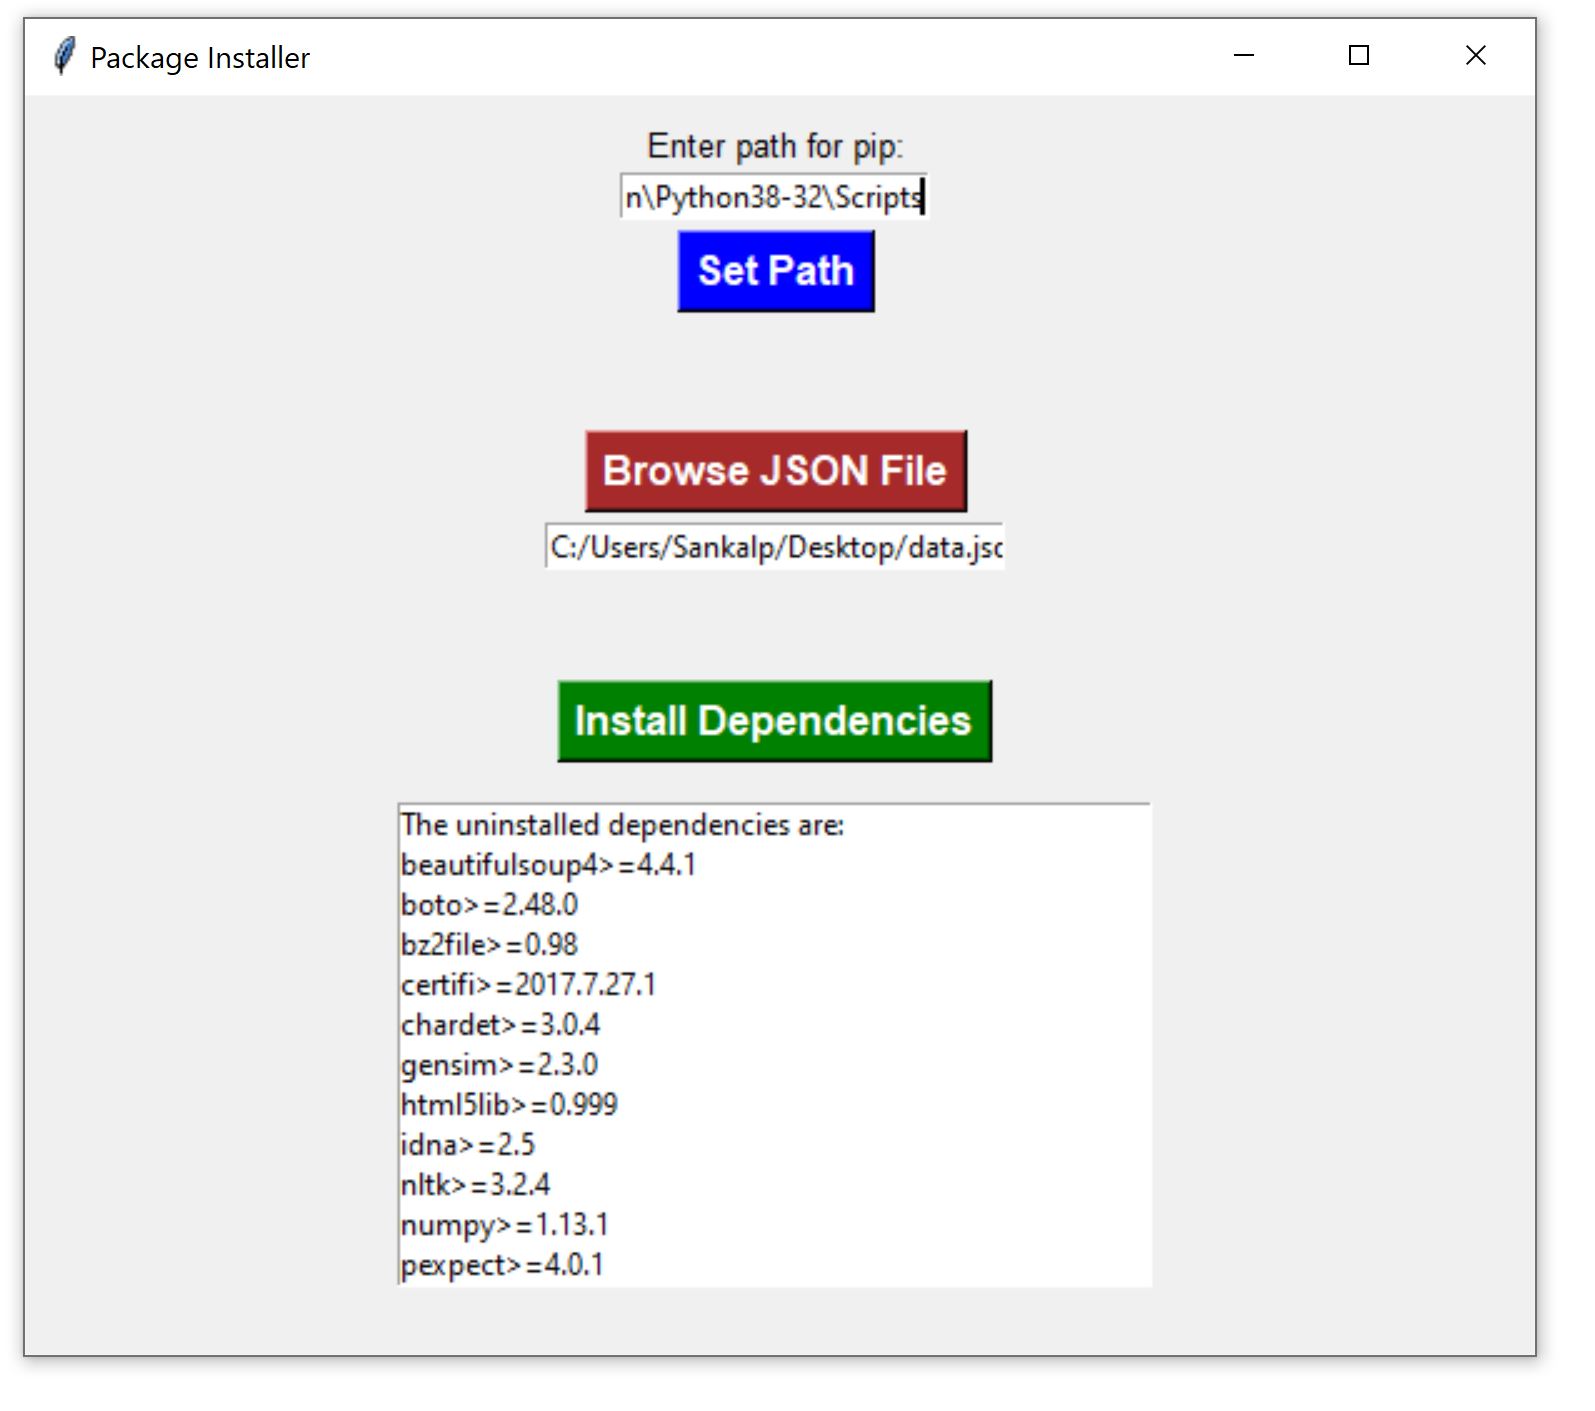 Package Installer
Enter path for pip:
n\Python38-32\Scripts
Set Path
Browse JSON File
C:/Users/Sankalp/Desktop/data.jso
Install Dependencies
The uninstalled dependencies are:
beautifulsoup4>=4.4.1
boto>=2.48.0
bz2file>=0.98
certifi>=2017.7.27.1
chardet>=3.0.4
gensim>=2.3.0
html5lib>=0.999
idna>=2.5
nltk>=3.2.4
numpy>=1.13.1
pexpect>=4.0.1